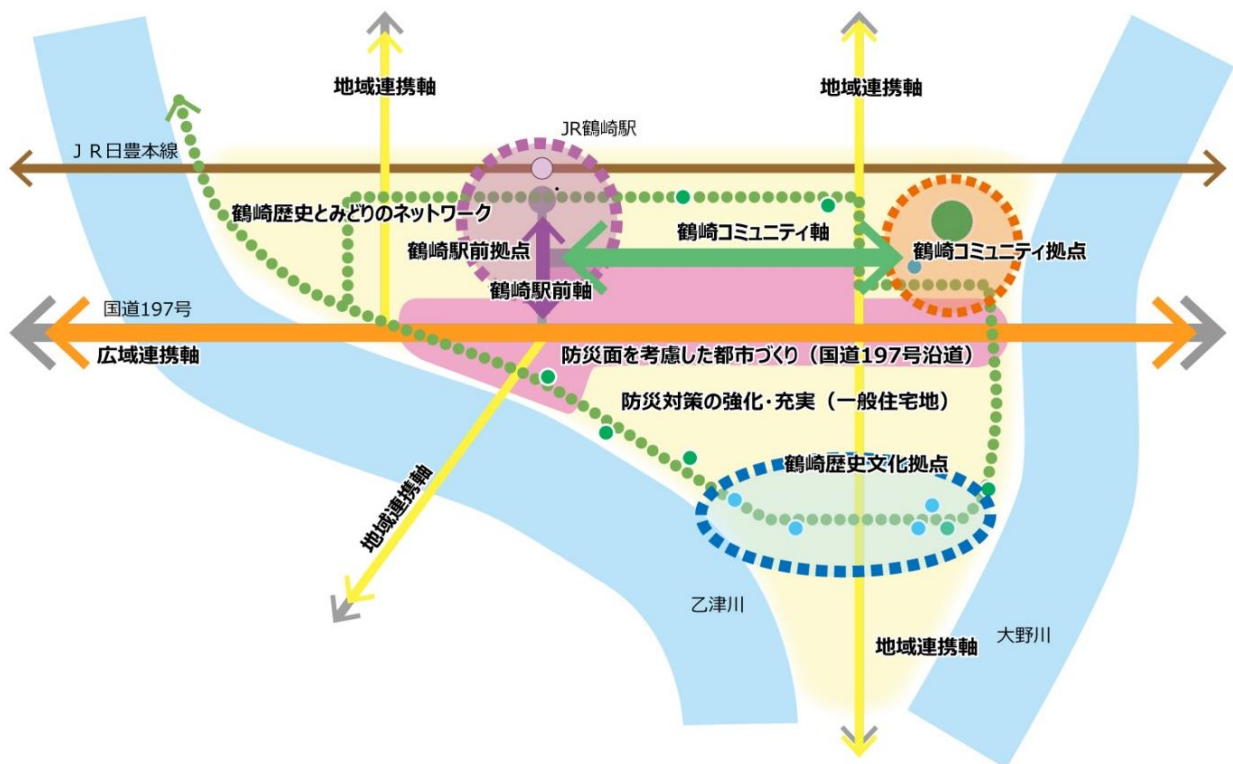 地域連携軸
地域連携軸
JR鶴崎駅
ＪＲ日豊本線
鶴崎歴史とみどりのネットワーク
鶴崎コミュニティ軸
鶴崎駅前拠点
鶴崎コミュニティ拠点
鶴崎駅前軸
国道197号
広域連携軸
防災面を考慮した都市づくり（国道197号沿道）
防災対策の強化・充実（一般住宅地）
鶴崎歴史文化拠点
地域連携軸
乙津川
大野川
地域連携軸